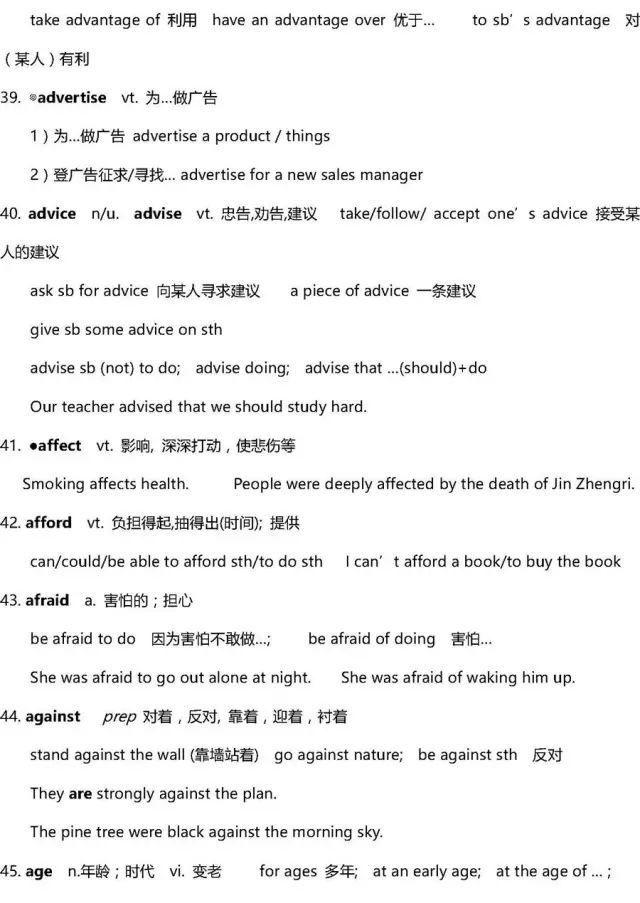 take advantage of 利用 have an advantage over 优于... to sb's advantage 对
（某人）有利
39. ◎advertise vt. 为...做广告
1）为...做广告 advertise a product / things
2）登广告征求/寻找... advertise for a new sales manager
40. advice n/u. advise vt. 忠告,劝告,建议 take/follow/ accept one's advice 接受某
人的建议
ask sb for advice 向某人寻求建议 a piece of advice 一条建议
give sb some advice on sth
advise sb (not) to do; advise doing; advise that ...(should)+do
Our teacher advised that we should study hard.
41. ●affect vt. 影响, 深深打动，使悲伤等
Smoking affects health. People were deeply affected by the death of Jin Zhengri.
42. afford vt. 负担得起,抽得出(时间); 提供
can/could/be able to afford sth/to do sth I can't afford a book/to buy the book
43. afraid a. 害怕的；担心
be afraid to do 因为害怕不敢做...; be afraid of doing 害怕...
She was afraid to go out alone at night. She was afraid of waking him up.
44. against prep 对着，反对, 靠着，迎着，衬着
stand against the wall (靠墙站着) go against nature; be against sth 反对
They are strongly against the plan.
The pine tree were black against the morning sky.
45. age n.年龄；时代 vi. 变老 for ages 多年; at an early age; at the age of ...；